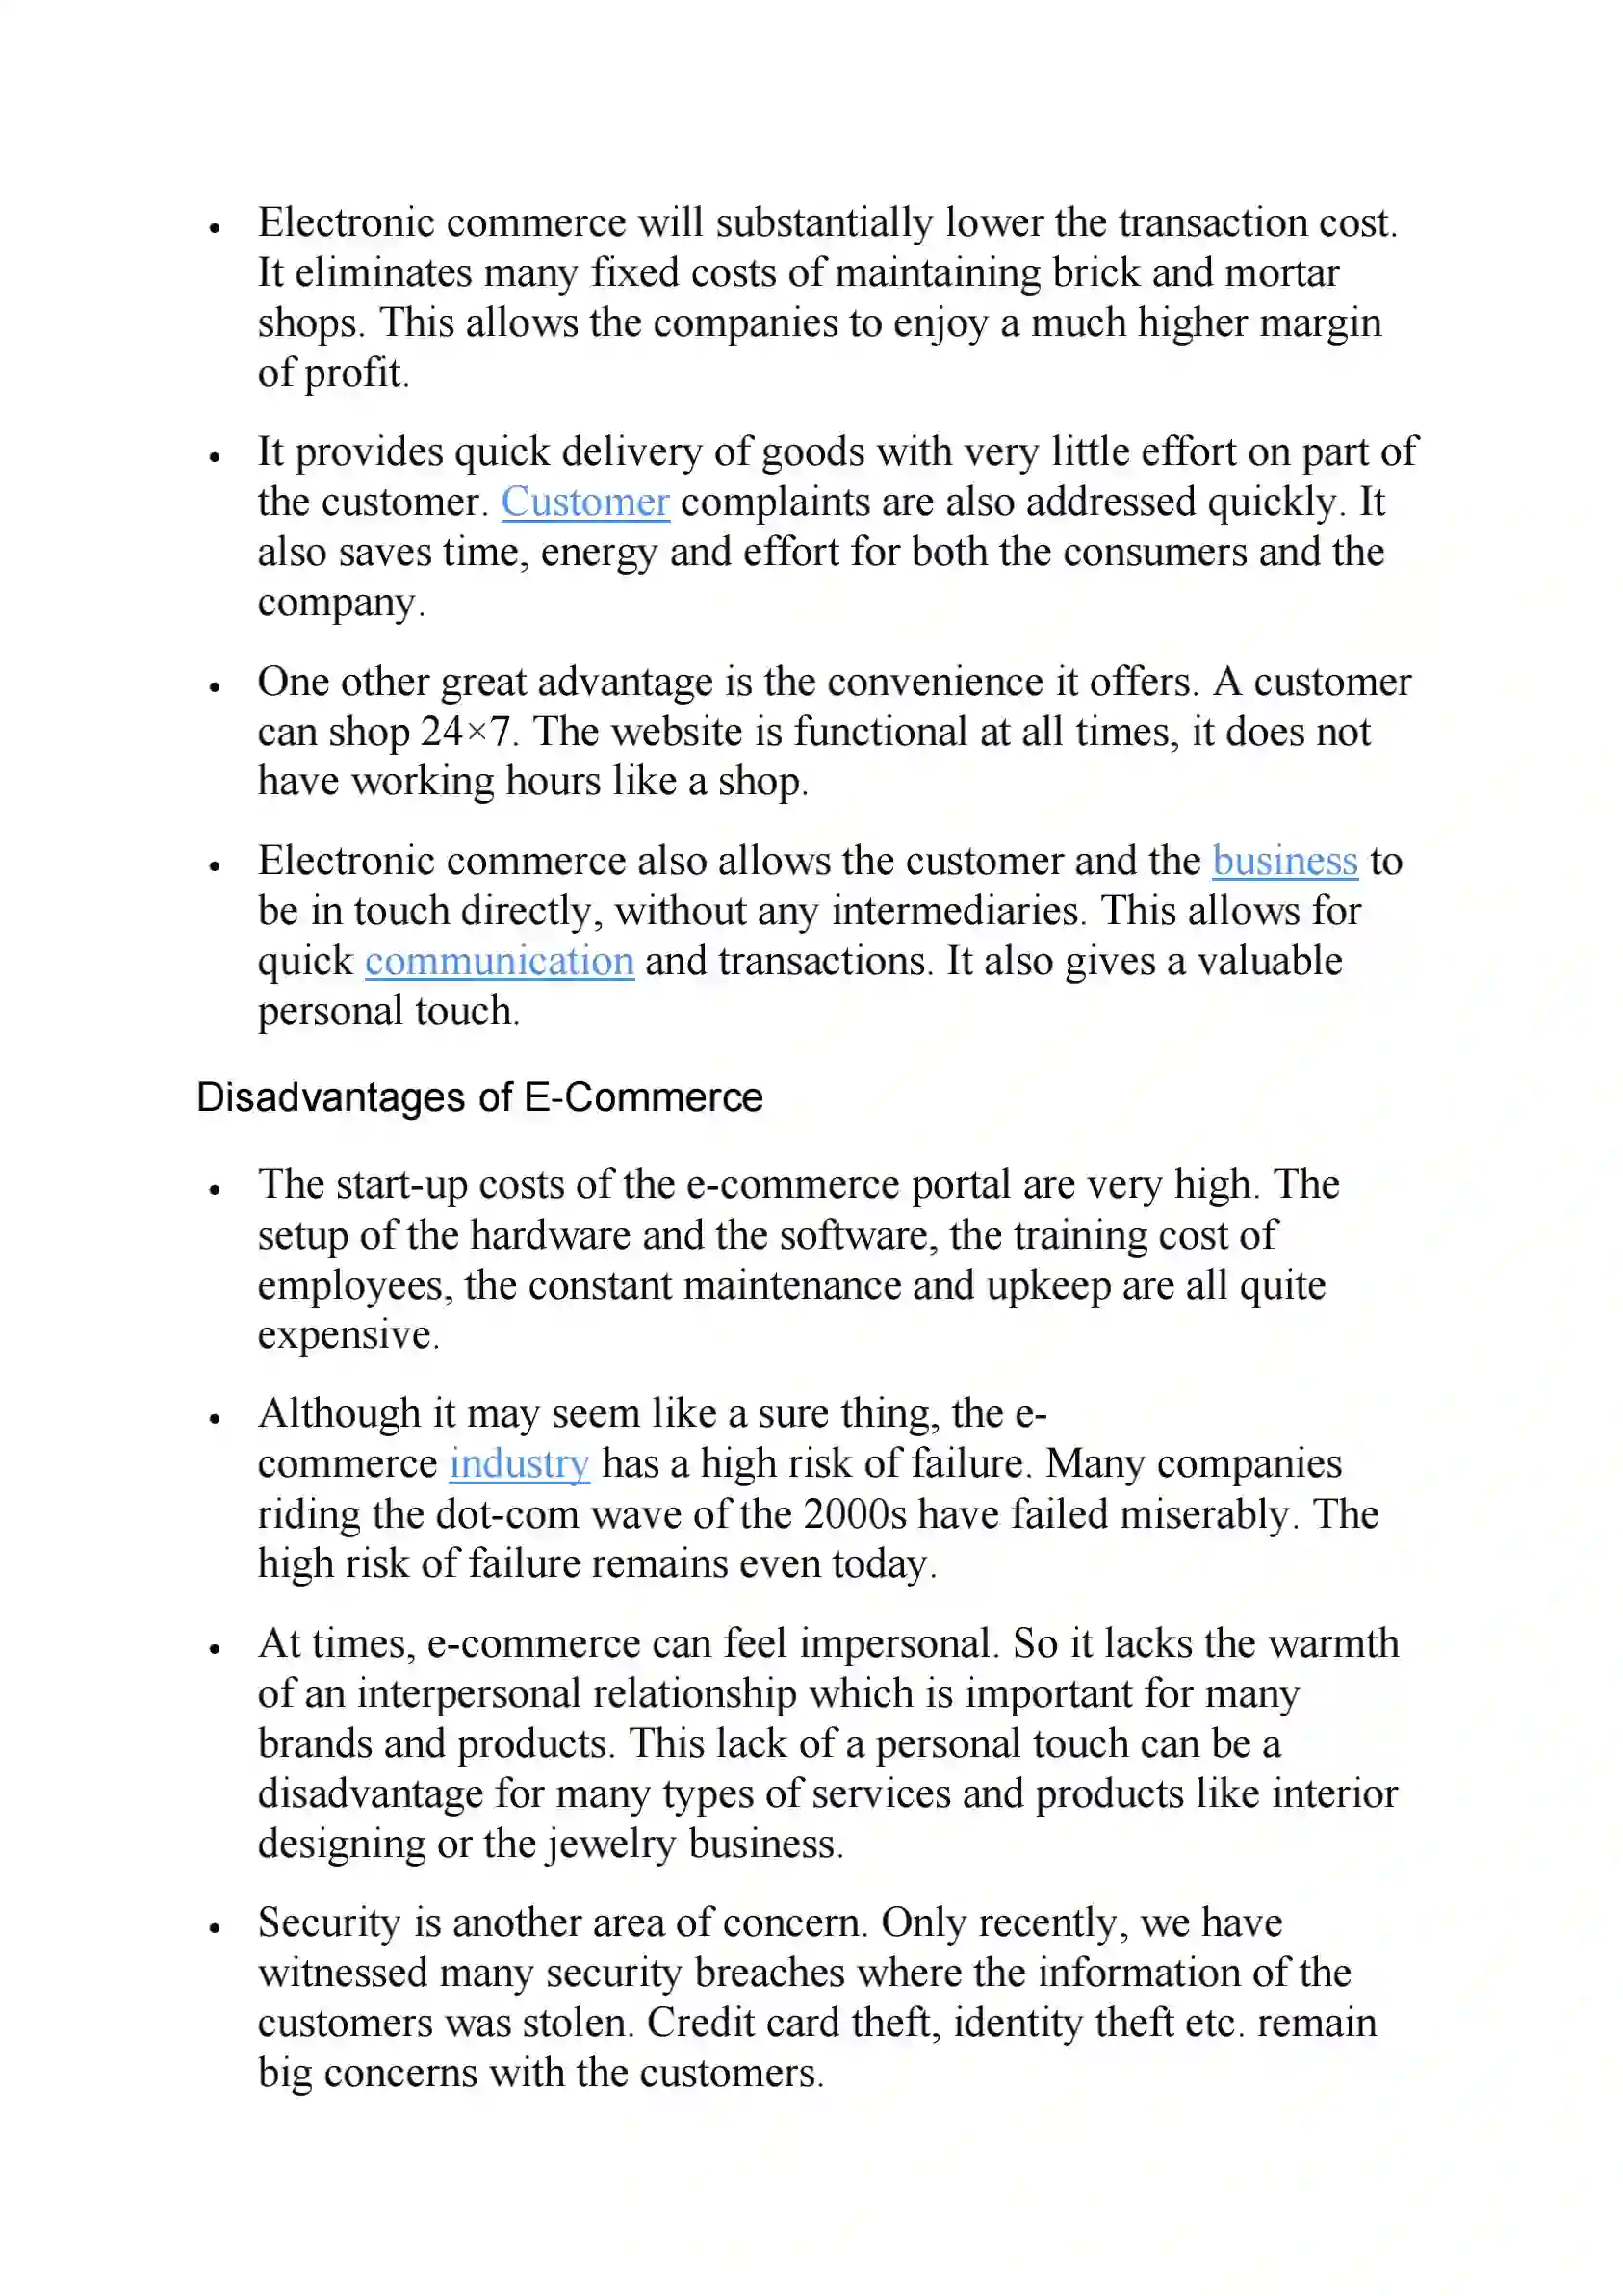 • Electronic commerce will substantially lower the transaction cost.
It eliminates many fixed costs of maintaining brick and mortar
shops. This allows the companies to enjoy a much higher margin
of profit.
• It provides quick delivery of goods with very little effort on part of
the customer. Customer complaints are also addressed quickly. It
also saves time, energy and effort for both the consumers and the
company.
• One other great advantage is the convenience it offers. A customer
can shop 24×7. The website is functional at all times, it does not
have working hours like a shop.
• Electronic commerce also allows the customer and the business to
be in touch directly, without any intermediaries. This allows for
quick communication and transactions. It also gives a valuable
personal touch.
Disadvantages of E-Commerce
• The start-up costs of the e-commerce portal are very high. The
setup of the hardware and the software, the training cost of
employees, the constant maintenance and upkeep are all quite
expensive.
• Although it may seem like a sure thing, the e-
commerce industry has a high risk of failure. Many companies
riding the dot-com wave of the 2000s have failed miserably. The
high risk of failure remains even today.
• At times, e-commerce can feel impersonal. So it lacks the warmth
of an interpersonal relationship which is important for many
brands and products. This lack of a personal touch can be a
disadvantage for many types of services and products like interior
designing or the jewelry business.
• Security is another area of concern. Only recently, we have
witnessed many security breaches where the information of the
customers was stolen. Credit card theft, identity theft etc. remain
big concerns with the customers.